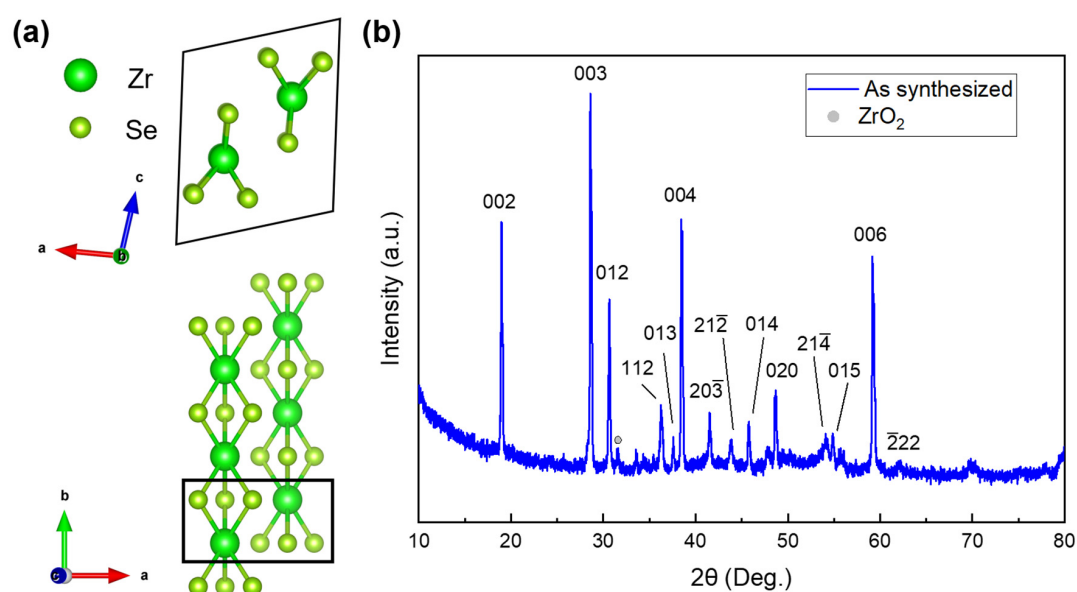 (a)
Zr
Se
c
a
b
b
c
a
(b)
As synthesized
ZrO₂
003
002
004
006
012
013
212̅
014
112
203̅
020
214̅
015
2̅22
Intensity (a.u.)
10 20 30 40 50 60 70 80
2θ (Deg.)